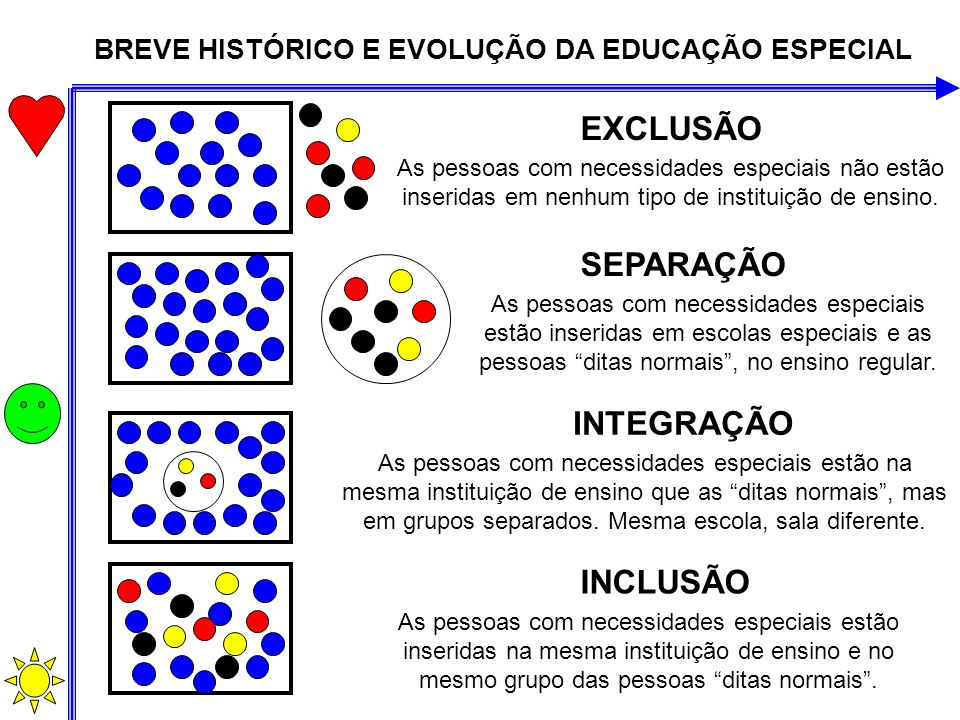 BREVE HISTÓRICO E EVOLUÇÃO DA EDUCAÇÃO ESPECIAL
EXCLUSÃO
As pessoas com necessidades especiais não estão
inseridas em nenhum tipo de instituição de ensino.
SEPARAÇÃO
As pessoas com necessidades especiais
estão inseridas em escolas especiais e as
pessoas “ditas normais”, no ensino regular.
INTEGRAÇÃO
As pessoas com necessidades especiais estão na
mesma instituição de ensino que as “ditas normais”, mas
em grupos separados. Mesma escola, sala diferente.
INCLUSÃO
As pessoas com necessidades especiais estão
inseridas na mesma instituição de ensino e no
mesmo grupo das pessoas “ditas normais”.